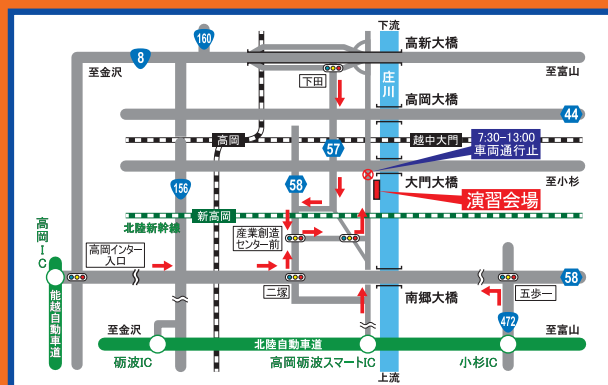 下流
160
高新大橋
8
至金沢
下田
庄川
至富山
高岡大橋
44
7:30−13:00
車両通行止
高岡
57
越中大門
156
58
大門大橋
至小杉
演習会場
新高岡
北陸新幹線
高岡IC
高岡インター
入口
産業創造
センター前
58
二塚
南郷大橋
五歩一
能越自動車道
472
至金沢
至富山
北陸自動車道
砺波IC
高岡砺波スマートIC
小杉IC
上流